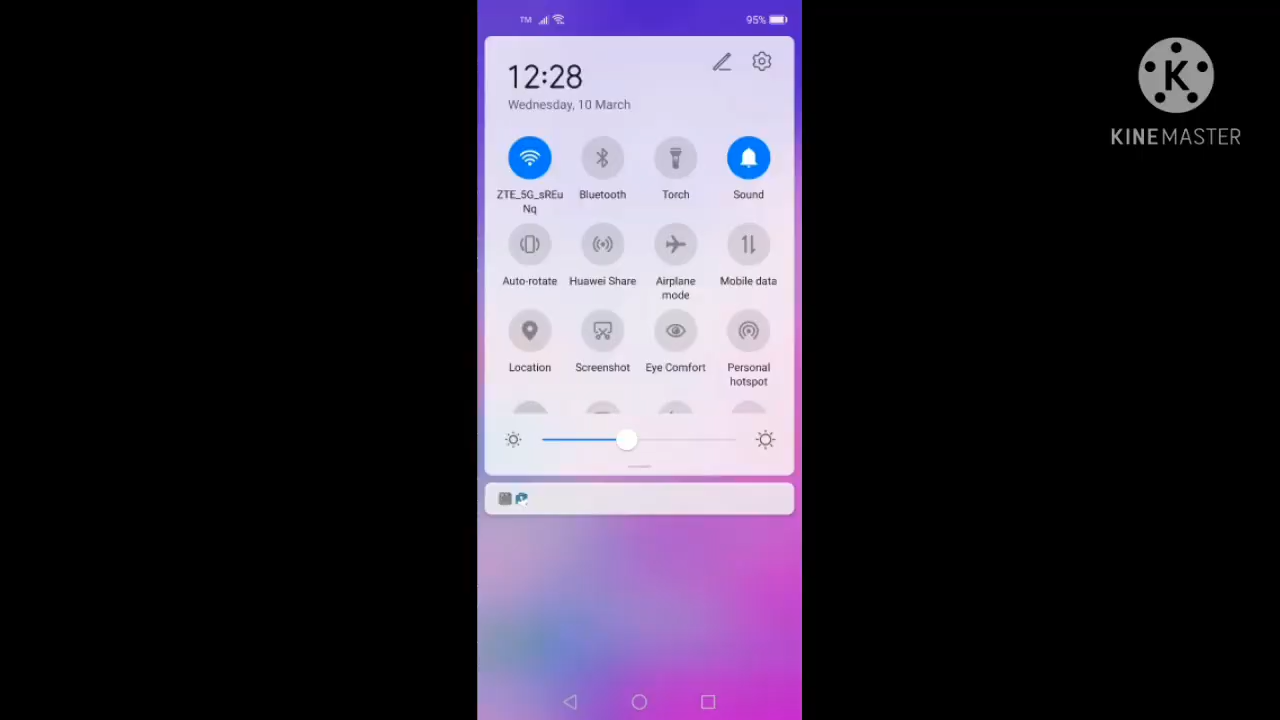 TM 95%
K
KINEMASTER
12:28
Wednesday, 10 March
ZTE_5G_sREu
Nq
Bluetooth
Torch
Sound
Auto-rotate
Huawei Share
Airplane
mode
Mobile data
Location
Screenshot
Eye Comfort
Personal
hotspot